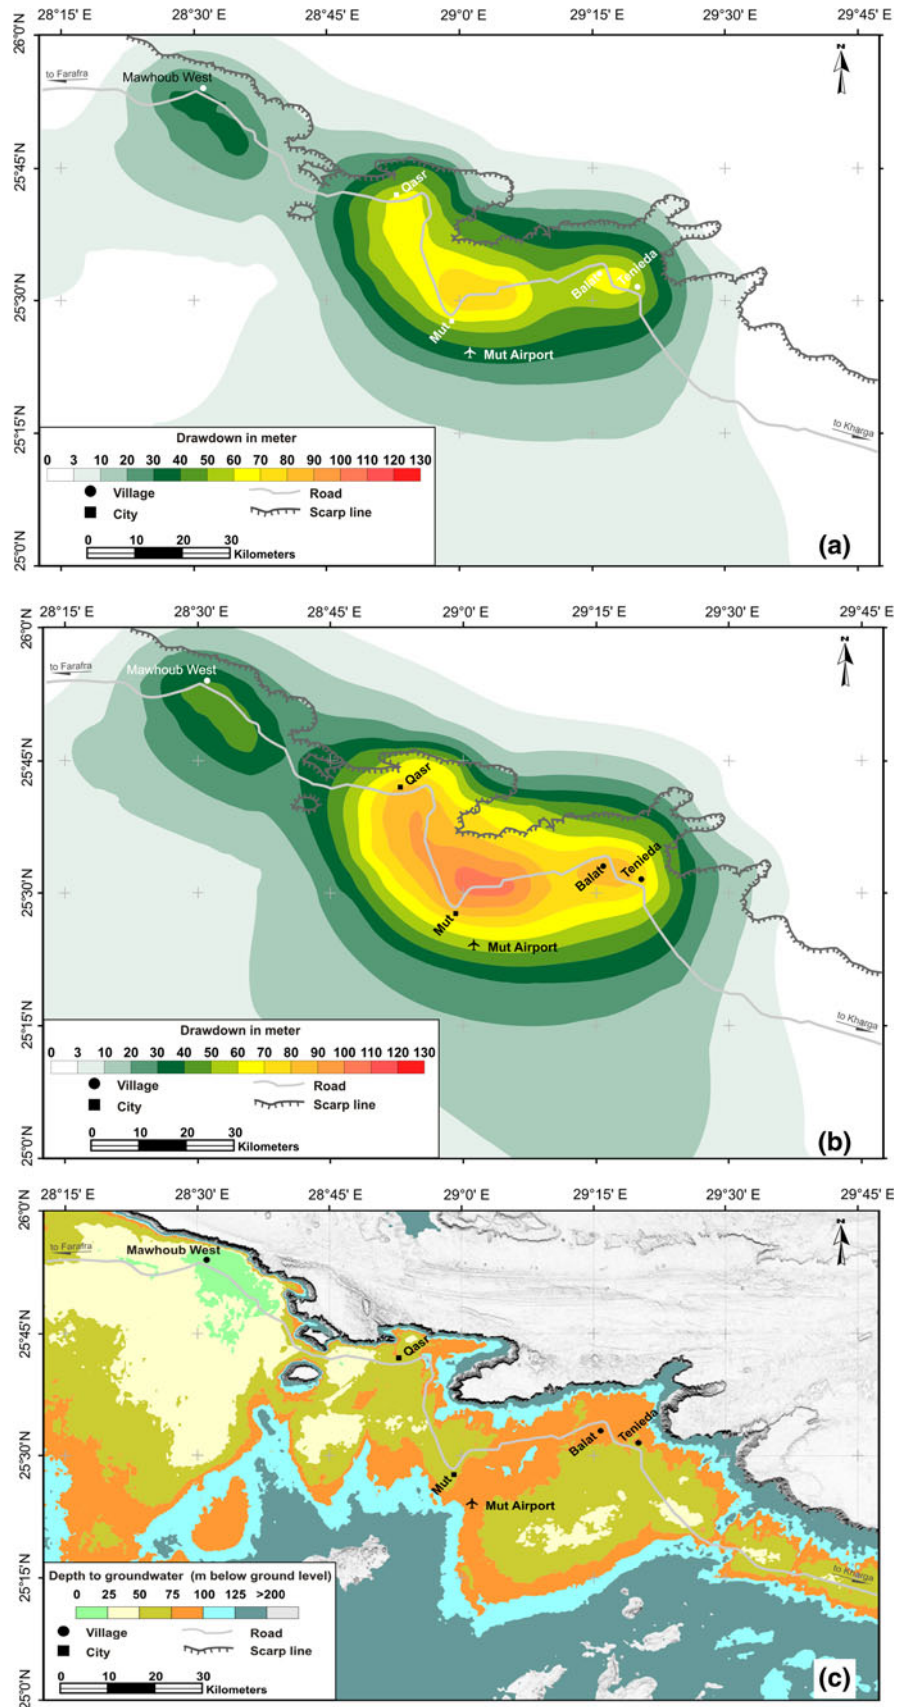 28°15' E 28°30' E 28°45' E 29°0' E 29°15' E 29°30' E 29°45' E
26°0'N
N
to Farafra
Mawhoub West
25°45'N
Qasr
Tenieda
Balat
25°30'N
Mut
Mut Airport
to Kharga
25°15'N
Drawdown in meter
0 3 10 20 30 40 50 60 70 80 90 100 110 120 130
Village Road
City Scarp line
0 10 20 30
Kilometers
(a)
25°0'N
28°15' E 28°30' E 28°45' E 29°0' E 29°15' E 29°30' E 29°45' E
26°0'N
N
to Farafra
Mawhoub West
25°45'N
Qasr
Tenieda
Balat
25°30'N
Mut
Mut Airport
to Kharga
25°15'N
Drawdown in meter
0 3 10 20 30 40 50 60 70 80 90 100 110 120 130
Village Road
City Scarp line
0 10 20 30
Kilometers
(b)
25°0'N
28°15' E 28°30' E 28°45' E 29°0' E 29°15' E 29°30' E 29°45' E
26°0'N
N
to Farafra
Mawhoub West
25°45'N
Qasr
Tenieda
Balat
25°30'N
Mut
Mut Airport
to Kharga
25°15'N
Depth to groundwater (m below ground level)
0 25 50 75 100 125 >200
Village Road
City Scarp line
0 10 20 30
Kilometers
(c)
25°0'N